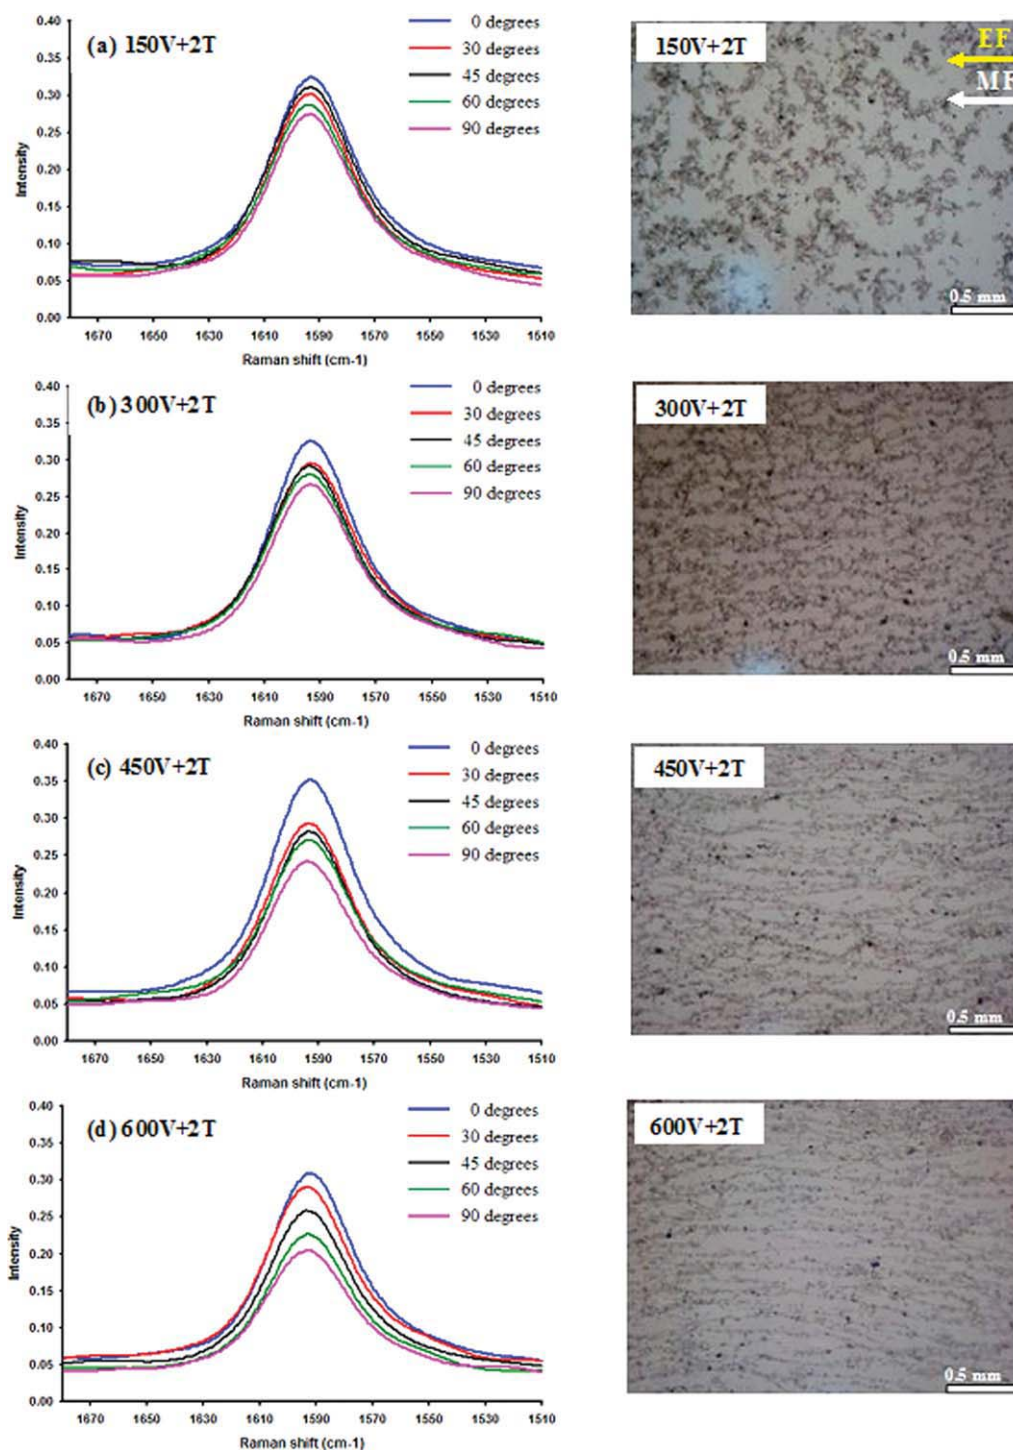 (a) 150V+2T
0 degrees
30 degrees
45 degrees
60 degrees
90 degrees
0.40
0.35
0.30
0.25
0.20
0.15
0.10
0.05
0.00
Intensity
1670
1650
1630
1610
1590
1570
1550
1530
1510
Raman shift (cm-1)
150V+2T
EF
MF
0.5 mm
(b) 300V+2T
0 degrees
30 degrees
45 degrees
60 degrees
90 degrees
0.40
0.35
0.30
0.25
0.20
0.15
0.10
0.05
0.00
Intensity
1670
1650
1630
1610
1590
1570
1550
1530
1510
Raman shift (cm-1)
300V+2T
0.5 mm
(c) 450V+2T
0 degrees
30 degrees
45 degrees
60 degrees
90 degrees
0.40
0.35
0.30
0.25
0.20
0.15
0.10
0.05
0.00
Intensity
1670
1650
1630
1610
1590
1570
1550
1530
1510
Raman shift (cm-1)
450V+2T
0.5 mm
(d) 600V+2T
0 degrees
30 degrees
45 degrees
60 degrees
90 degrees
0.40
0.35
0.30
0.25
0.20
0.15
0.10
0.05
0.00
Intensity
1670
1650
1630
1610
1590
1570
1550
1530
1510
Raman shift (cm-1)
600V+2T
0.5 mm